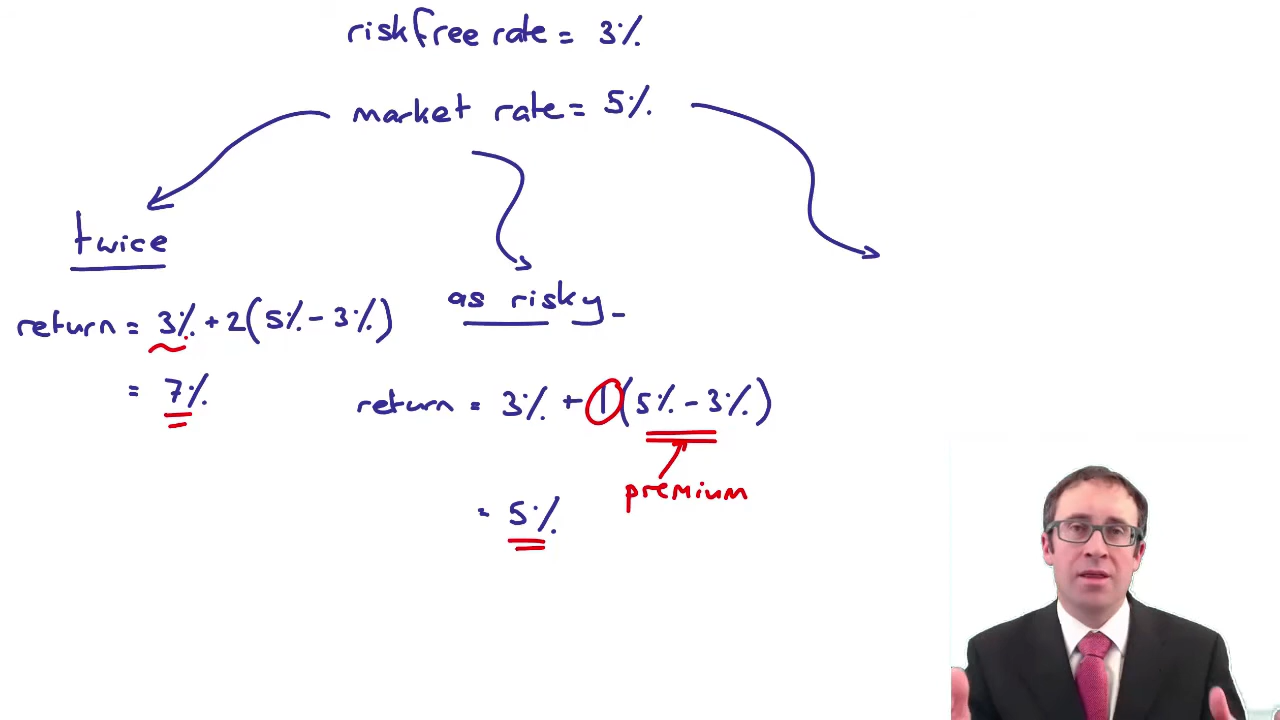 riskfree rate = 3%
market rate = 5%
twice
return = 3% + 2(5% - 3%)
= 7%
as risky -
return = 3% + 1(5% - 3%)
premium
= 5%